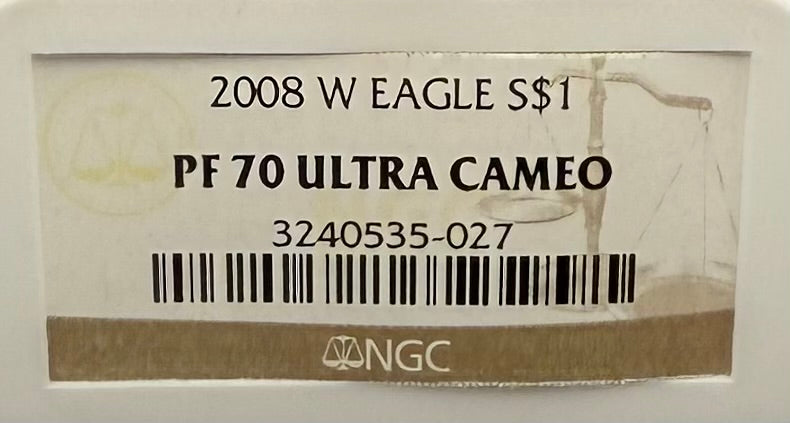 2008 W EAGLE S$1
PF 70 ULTRA CAMEO
3240535-027
NGC